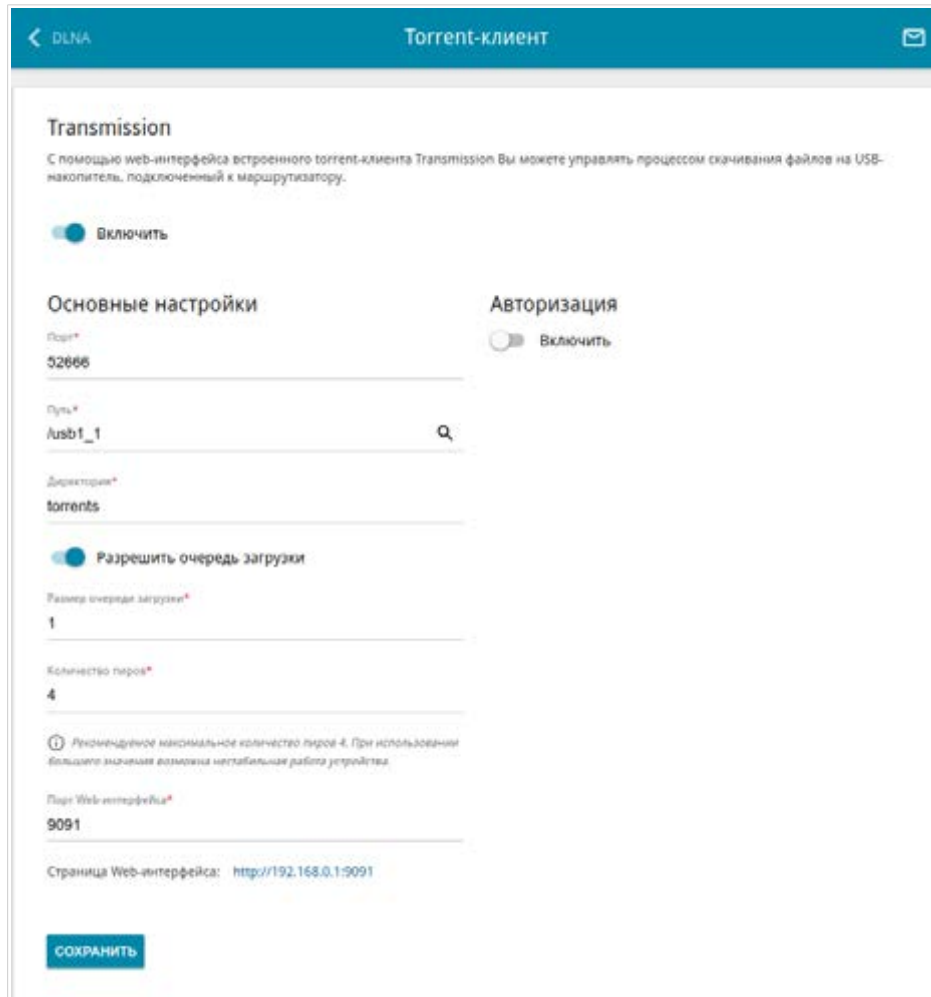 DLNA
Torrent-клиент
Transmission
С помощью web-интерфейса встроенного torrent-клиента Transmission Вы можете управлять процессом скачивания файлов на USB-
накопитель, подключенный к маршрутизатору.
Включить
Основные настройки
Порт*
52666
Путь*
/usb1_1
Директория*
torrents
Разрешить очередь загрузки
Размер очереди загрузки*
1
Количество пиров*
4
Рекомендуемое максимальное количество пиров 4. При использовании
большего значения возможна нестабильная работа устройства.
Порт Web-интерфейса*
9091
Страница Web-интерфейса: http://192.168.0.1:9091
СОХРАНИТЬ
Авторизация
Включить